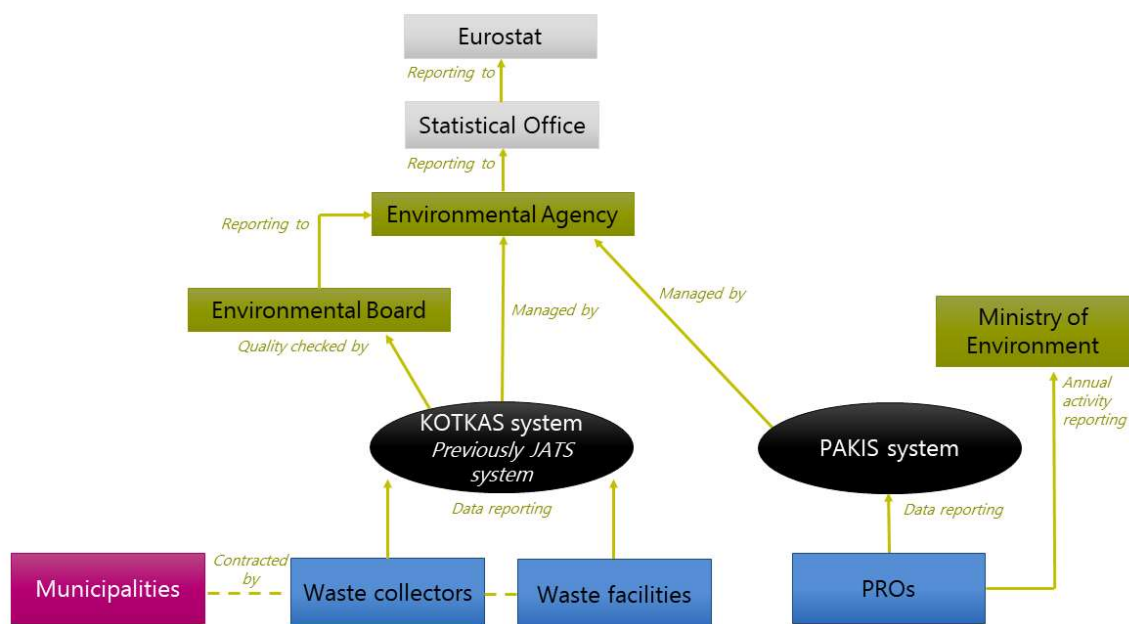 Eurostat
Reporting to
Statistical Office
Reporting to
Environmental Agency
Reporting to
Managed by
Managed by
Environmental Board
Quality checked by
Ministry of
Environment
Annual
activity
reporting
KOTKAS system
Previously JATS
system
PAKIS system
Data reporting
Data reporting
Contracted
by
Municipalities
Waste collectors
Waste facilities
PROs